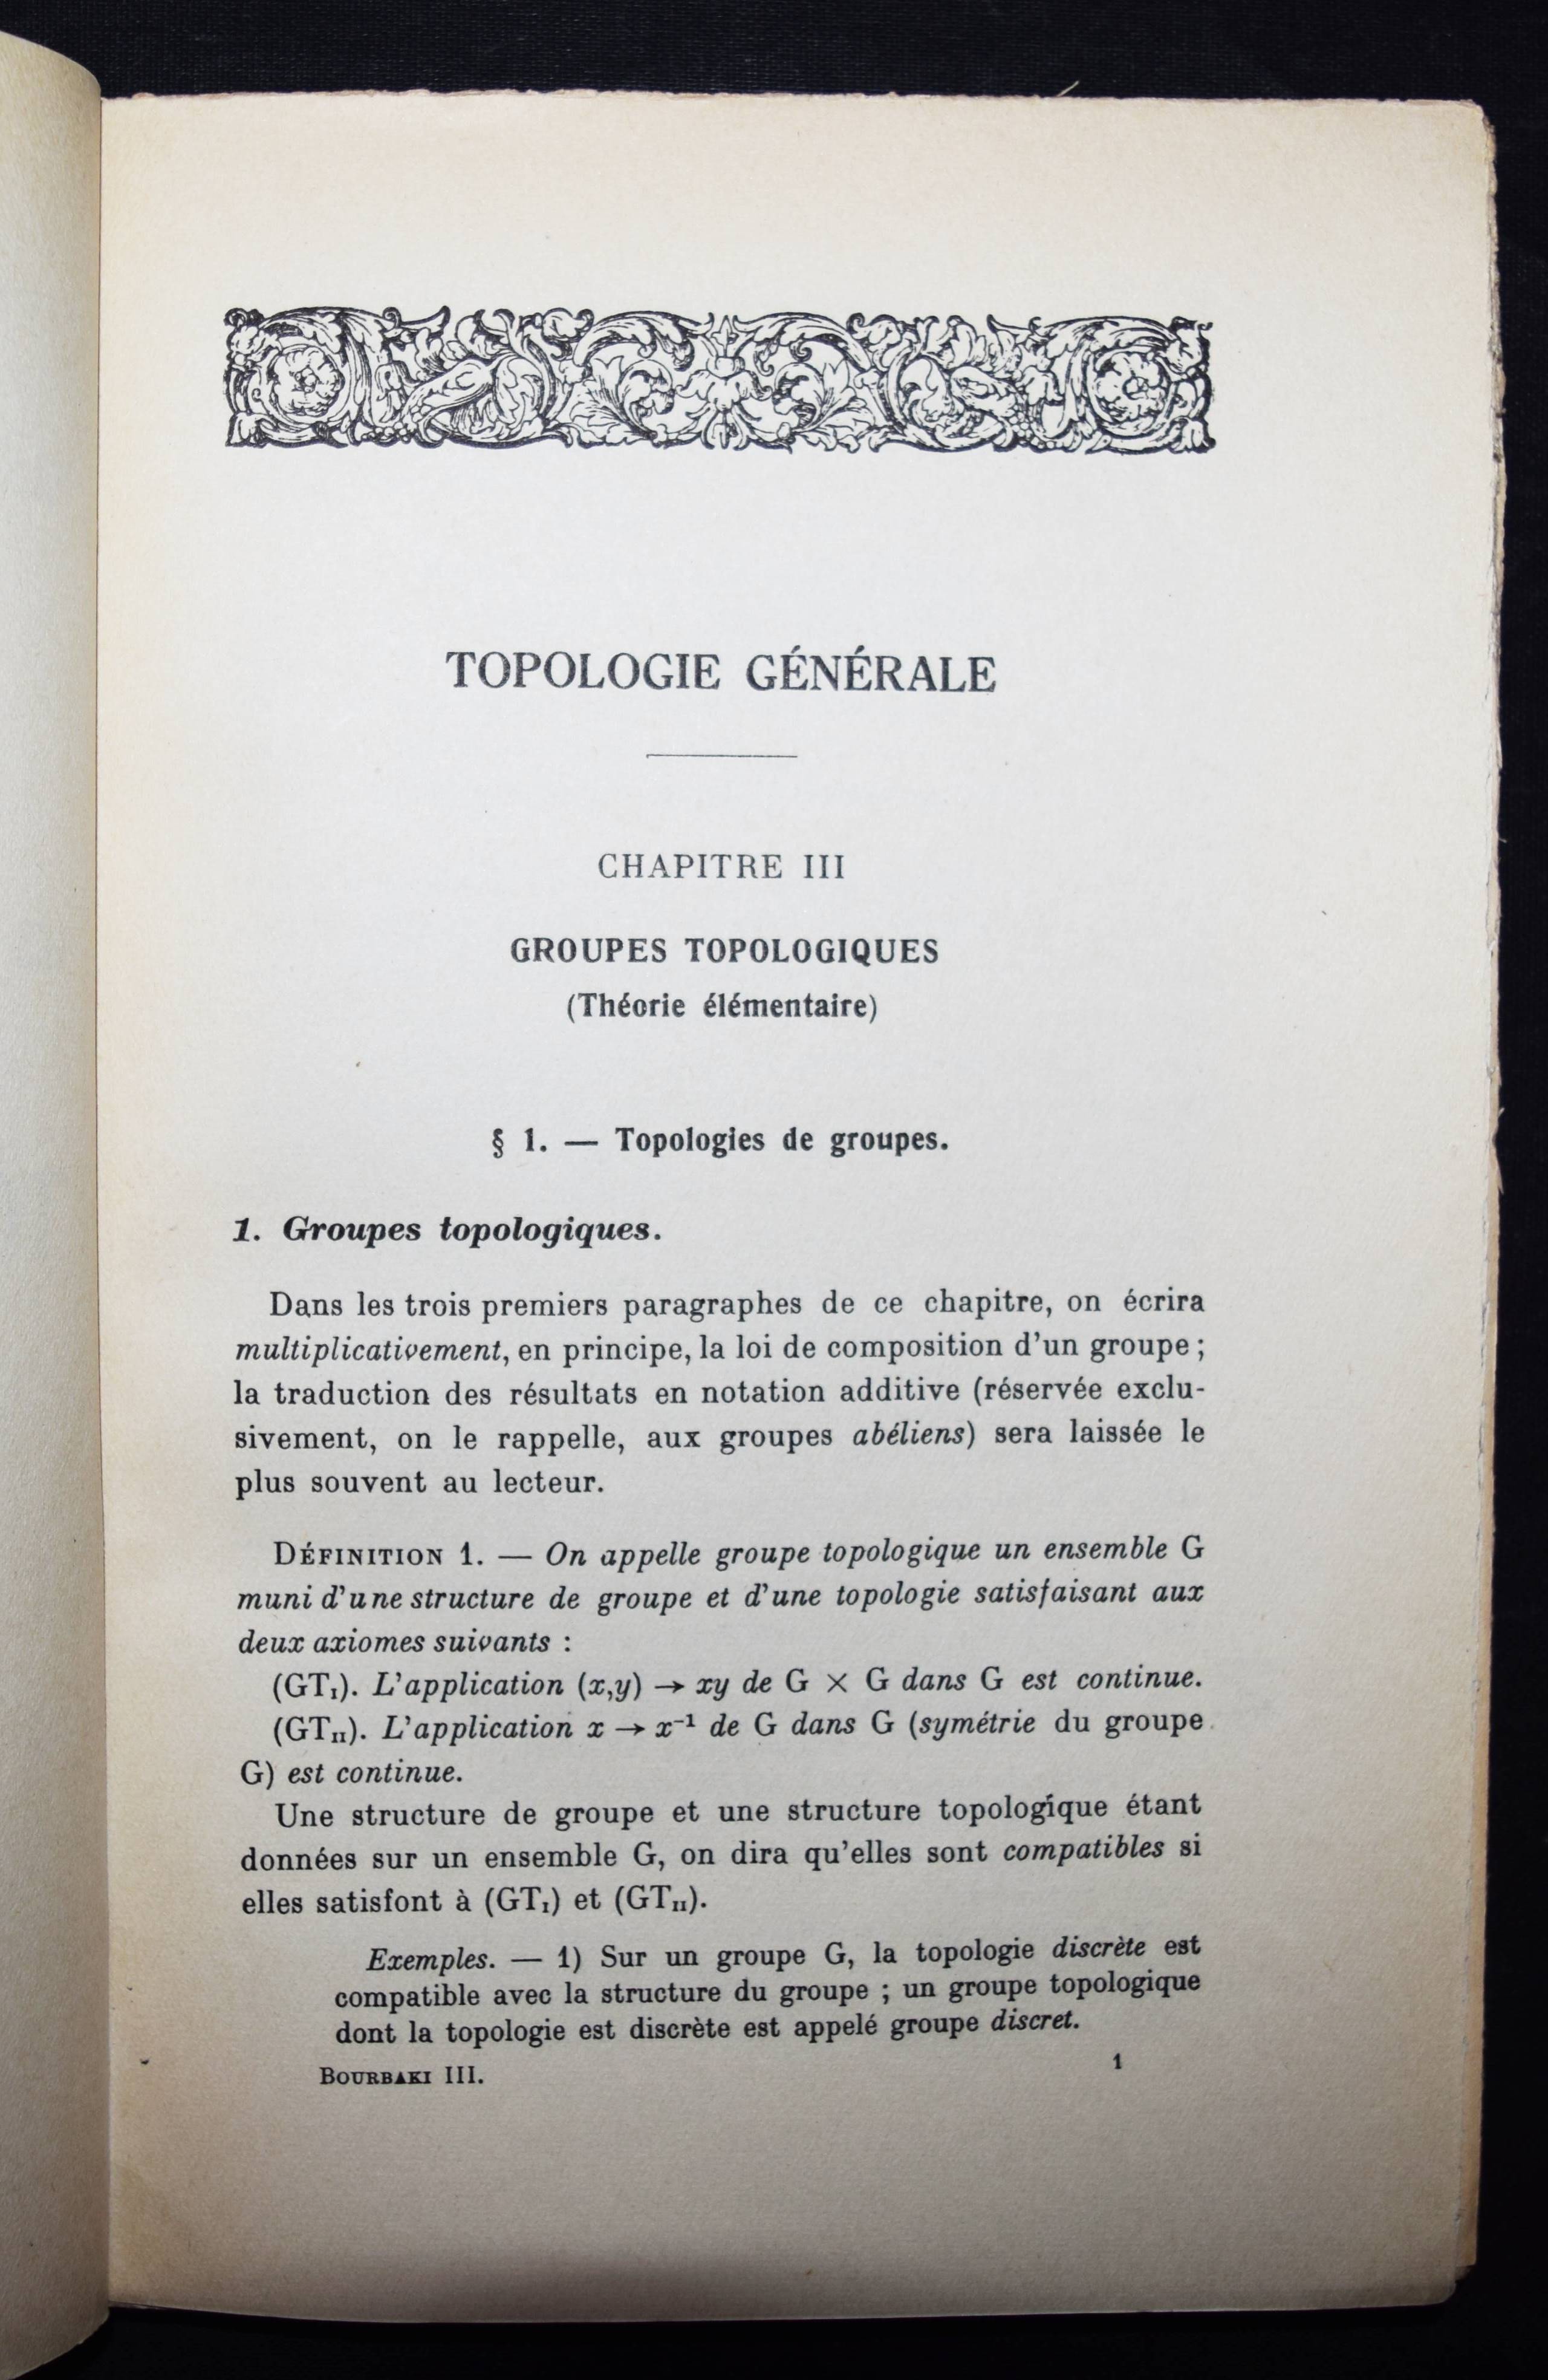 TOPOLOGIE GÉNÉRALE
CHAPITRE III
GROUPES TOPOLOGIQUES
(Théorie élémentaire)
§ 1. — Topologies de groupes.
1. Groupes topologiques.
Dans les trois premiers paragraphes de ce chapitre, on écrira
multiplicativement, en principe, la loi de composition d'un groupe ;
la traduction des résultats en notation additive (réservée exclu-
sivement, on le rappelle, aux groupes abéliens) sera laissée le
plus souvent au lecteur.
DÉFINITION 1. — On appelle groupe topologique un ensemble G
muni d'une structure de groupe et d'une topologie satisfaisant aux
deux axiomes suivants :
(GTI). L'application (x,y) → xy de G × G dans G est continue.
(GTII). L'application x → x⁻¹ de G dans G (symétrie du groupe
G) est continue.
Une structure de groupe et une structure topologique étant
données sur un ensemble G, on dira qu'elles sont compatibles si
elles satisfont à (GTI) et (GTII).
Exemples. — 1) Sur un groupe G, la topologie discrète est
compatible avec la structure du groupe ; un groupe topologique
dont la topologie est discrète est appelé groupe discret.
BOURBAKI III. 1